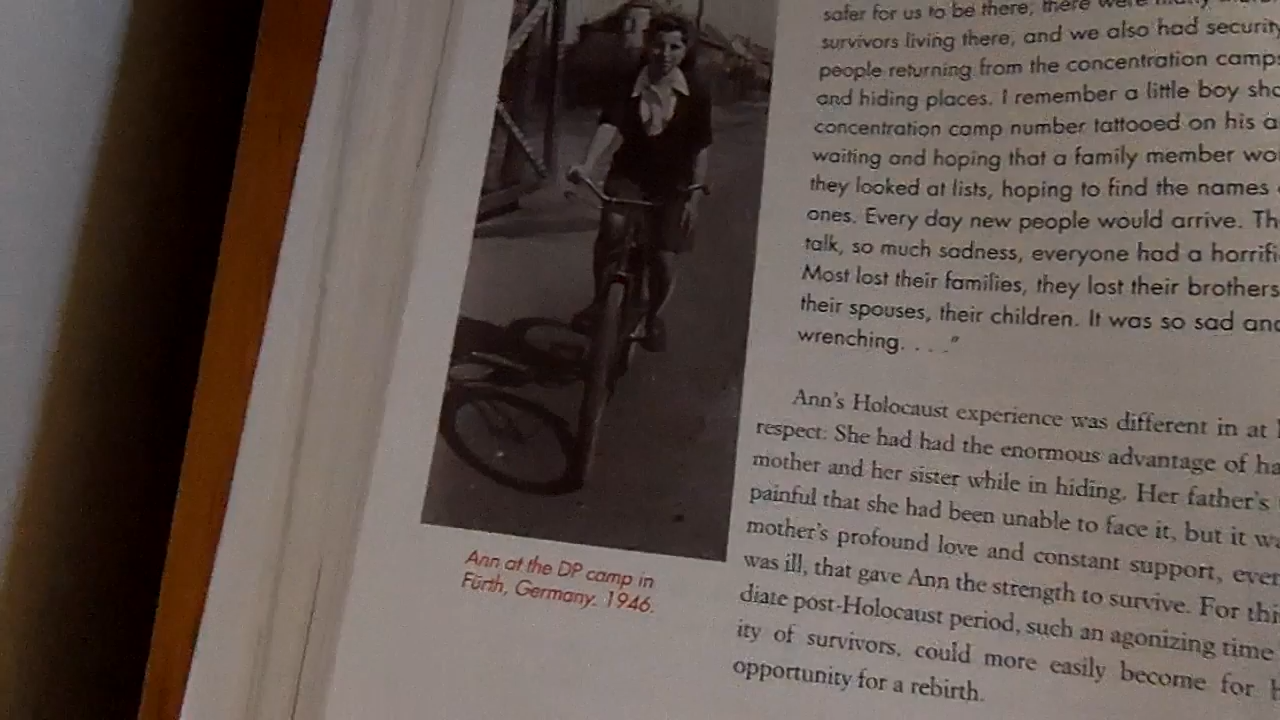 safer for us to be there; there were many
survivors living there, and we also had security
people returning from the concentration camps
and hiding places. I remember a little boy sho
concentration camp number tattooed on his a
waiting and hoping that a family member wo
they looked at lists, hoping to find the names
ones. Every day new people would arrive. Th
talk, so much sadness, everyone had a horrifi
Most lost their families, they lost their brothers
their spouses, their children. It was so sad and
wrenching. . . ."
Ann's Holocaust experience was different in at
respect: She had had the enormous advantage of ha
mother and her sister while in hiding. Her father's
painful that she had been unable to face it, but it wa
mother's profound love and constant support, even
was ill, that gave Ann the strength to survive. For thi
diate post-Holocaust period, such an agonizing time
ity of survivors, could more easily become for
opportunity for a rebirth.
Ann at the DP camp in
Fürth, Germany. 1946.